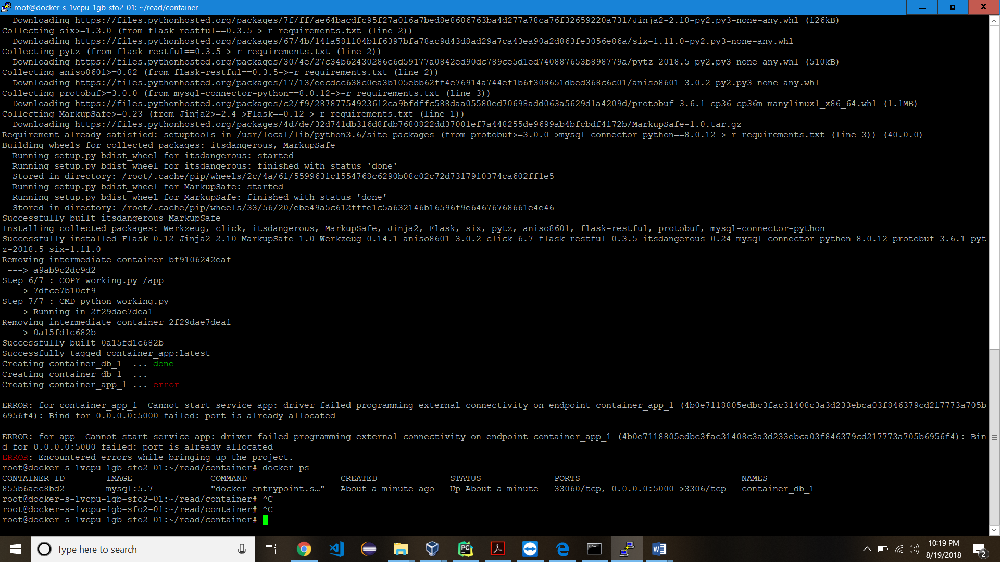 root@docker-s-1vcpu-1gb-sfo2-01: ~/read/container
Downloading https://files.pythonhosted.org/packages/7f/ff/ae64bacdfc95f27a016a7bed8e8686763ba4d277a78ca76f32659220a731/Jinja2-2.10-py2.py3-none-any.whl (126kB)
Collecting six>=1.3.0 (from flask-restful==0.3.5->-r requirements.txt (line 2))
Downloading https://files.pythonhosted.org/packages/67/4b/141a581104b1f6397bfa78ac9d43d8ad29a7ca43ea90a2d863fe3056e86a/six-1.11.0-py2.py3-none-any.whl
Collecting pytz (from flask-restful==0.3.5->-r requirements.txt (line 2))
Downloading https://files.pythonhosted.org/packages/30/4e/27c34b62430286c6d59177a0842ed90dc789ce5d1ed740887653b898779a/pytz-2018.5-py2.py3-none-any.whl (510kB)
Collecting aniso8601>=0.82 (from flask-restful==0.3.5->-r requirements.txt (line 2))
Downloading https://files.pythonhosted.org/packages/17/13/eecdcc638c0ea3b105ebb62ff4e76914a744ef1b6f308651dbed368c6c01/aniso8601-3.0.2-py2.py3-none-any.whl
Collecting protobuf>=3.0.0 (from mysql-connector-python==8.0.12->-r requirements.txt (line 3))
Downloading https://files.pythonhosted.org/packages/c2/f9/28787754923612ca9bfdffc588daa05580ed70698add063a5629d1a4209d/protobuf-3.6.1-cp36-cp36m-manylinux1_x86_64.whl (1.1MB)
Collecting MarkupSafe>=0.23 (from Jinja2>=2.4->Flask==0.12->-r requirements.txt (line 1))
Downloading https://files.pythonhosted.org/packages/4d/de/32d741db316d8fdb7680822dd37001ef7a448255de9699ab4bfcbdf4172b/MarkupSafe-1.0.tar.gz
Requirement already satisfied: setuptools in /usr/local/lib/python3.6/site-packages (from protobuf>=3.0.0->mysql-connector-python==8.0.12->-r requirements.txt (line 3)) (40.0.0)
Building wheels for collected packages: itsdangerous, MarkupSafe
Running setup.py bdist_wheel for itsdangerous: started
Running setup.py bdist_wheel for itsdangerous: finished with status 'done'
Stored in directory: /root/.cache/pip/wheels/2c/4a/61/5599631c1554768c6290b08c02c72d7317910374ca602ff1e5
Running setup.py bdist_wheel for MarkupSafe: started
Running setup.py bdist_wheel for MarkupSafe: finished with status 'done'
Stored in directory: /root/.cache/pip/wheels/33/56/20/ebe49a5c612fffe1c5a632146b16596f9e64676768661e4e46
Successfully built itsdangerous MarkupSafe
Installing collected packages: Werkzeug, click, itsdangerous, MarkupSafe, Jinja2, Flask, six, pytz, aniso8601, flask-restful, protobuf, mysql-connector-python
Successfully installed Flask-0.12 Jinja2-2.10 MarkupSafe-1.0 Werkzeug-0.14.1 aniso8601-3.0.2 click-6.7 flask-restful-0.3.5 itsdangerous-0.24 mysql-connector-python-8.0.12 protobuf-3.6.1 pyt
z-2018.5 six-1.11.0
Removing intermediate container bf9106242eaf
---> a9ab9c2dc9d2
Step 6/7 : COPY working.py /app
---> 7dfce7b10cf9
Step 7/7 : CMD python working.py
---> Running in 2f29dae7dea1
Removing intermediate container 2f29dae7dea1
---> 0a15fd1c682b
Successfully built 0a15fd1c682b
Successfully tagged container_app:latest
Creating container_db_1 ... done
Creating container_db_1 ...
Creating container_app_1 ... error
ERROR: for container_app_1 Cannot start service app: driver failed programming external connectivity on endpoint container_app_1 (4b0e7118805edbc3fac31408c3a3d233ebca03f846379cd217773a705b
6956f4): Bind for 0.0.0.0:5000 failed: port is already allocated
ERROR: for app Cannot start service app: driver failed programming external connectivity on endpoint container_app_1 (4b0e7118805edbc3fac31408c3a3d233ebca03f846379cd217773a705b6956f4): Bin
d for 0.0.0.0:5000 failed: port is already allocated
ERROR: Encountered errors while bringing up the project.
root@docker-s-1vcpu-1gb-sfo2-01:~/read/container# docker ps
CONTAINER ID IMAGE COMMAND CREATED STATUS PORTS NAMES
855b6aec8bd2 mysql:5.7 "docker-entrypoint.s…" About a minute ago Up About a minute 33060/tcp, 0.0.0.0:5000->3306/tcp container_db_1
root@docker-s-1vcpu-1gb-sfo2-01:~/read/container# ^C
root@docker-s-1vcpu-1gb-sfo2-01:~/read/container# ^C
root@docker-s-1vcpu-1gb-sfo2-01:~/read/container#
Type here to search
10:19 PM
8/19/2018
2